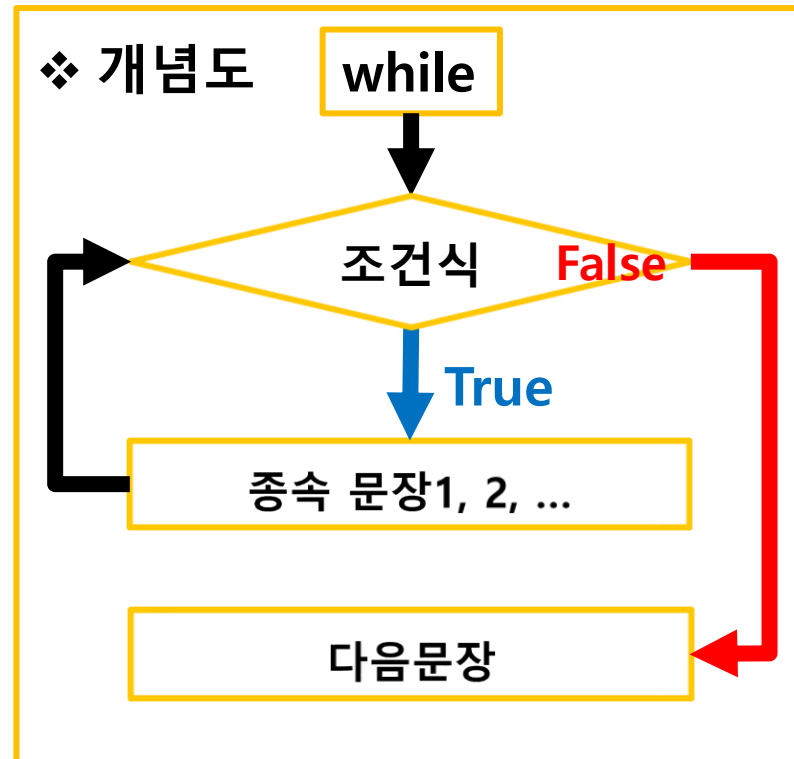 ❖ 개념도
while
조건식
False
True
종속 문장1, 2, ...
다음문장